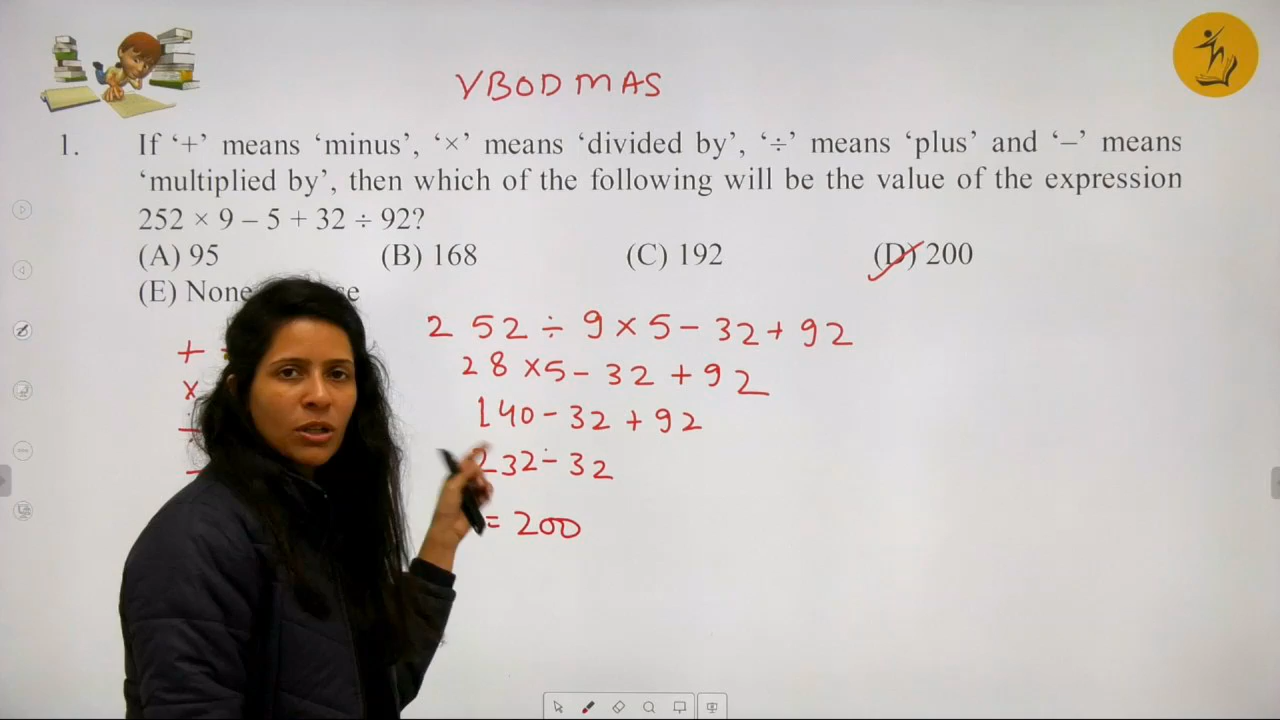 VBODMAS
1. If ‘+’ means ‘minus’, ‘×’ means ‘divided by’, ‘÷’ means ‘plus’ and ‘–’ means
‘multiplied by’, then which of the following will be the value of the expression
252 × 9 – 5 + 32 ÷ 92?
(A) 95 (B) 168 (C) 192 (D) 200
(E) None
252 ÷ 9 × 5 - 32 + 92
+
28 × 5 - 32 + 92
×
140 - 32 + 92
232 - 32
= 200